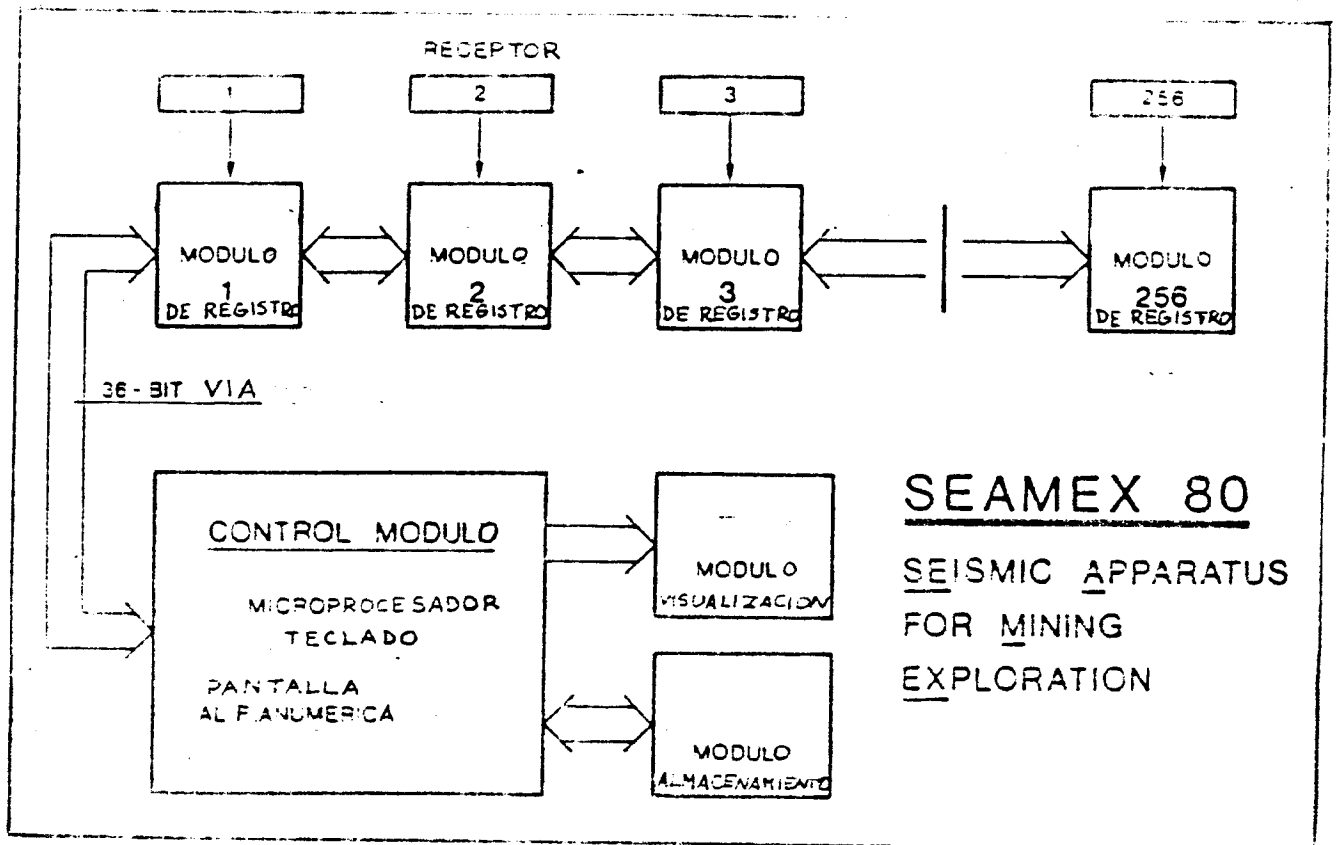 RECEPTOR
1
2
3
256
MODULO
1
DE REGISTRO
MODULO
2
DE REGISTRO
MODULO
3
DE REGISTRO
MODULO
256
DE REGISTRO
36-BIT VIA
CONTROL MODULO
MICROPROCESADOR
TECLADO
PANTALLA
ALFANUMERICA
MODULO
VISUALIZACION
MODULO
ALMACENAMIENTO
SEAMEX 80
SEISMIC APPARATUS
FOR MINING
EXPLORATION